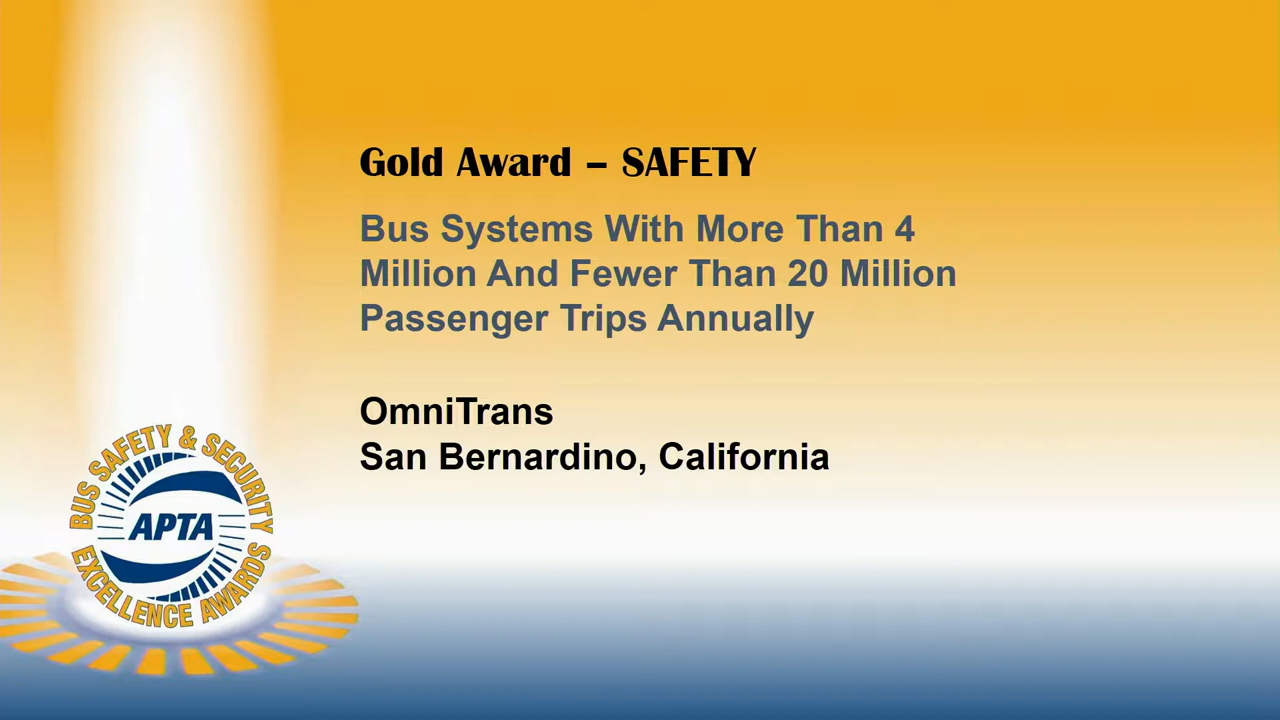 Gold Award – SAFETY
Bus Systems With More Than 4
Million And Fewer Than 20 Million
Passenger Trips Annually
OmniTrans
San Bernardino, California
BUS SAFETY & SECURITY
APTA
EXCELLENCE AWARDS